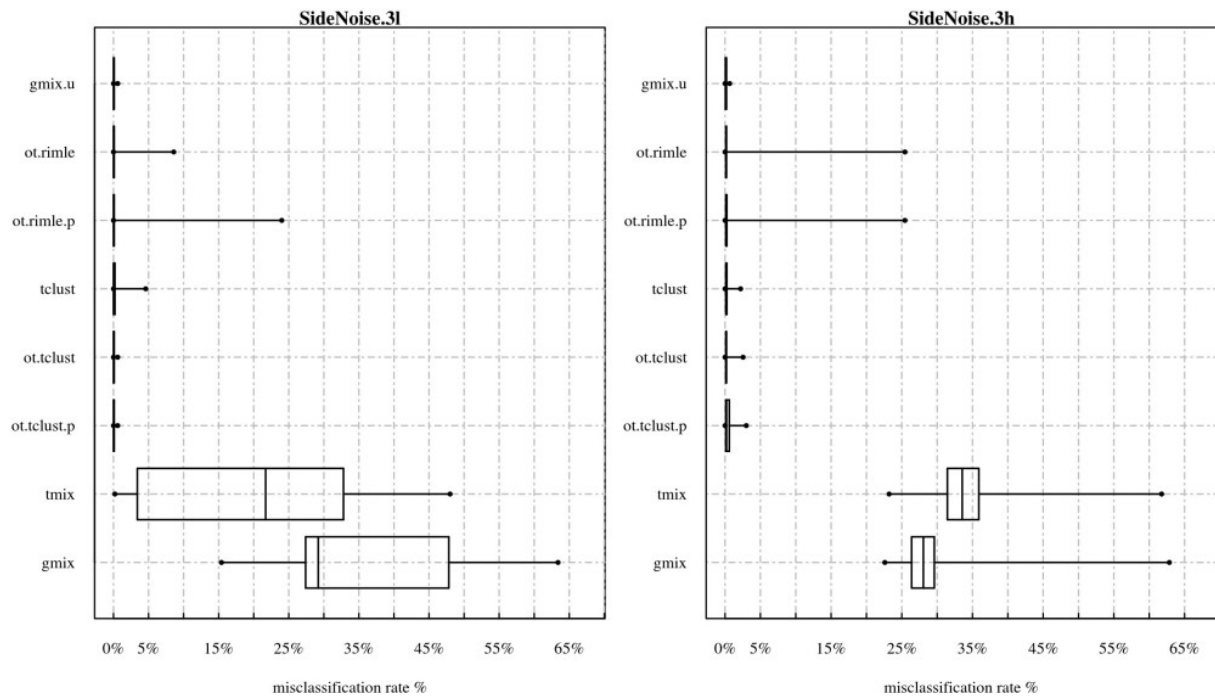 SideNoise.3l
gmix.u
ot.rimle
ot.rimle.p
tclust
ot.tclust
ot.tclust.p
tmix
gmix
0% 5% 15% 25% 35% 45% 55% 65%
misclassification rate %
SideNoise.3h
gmix.u
ot.rimle
ot.rimle.p
tclust
ot.tclust
ot.tclust.p
tmix
gmix
0% 5% 15% 25% 35% 45% 55% 65%
misclassification rate %